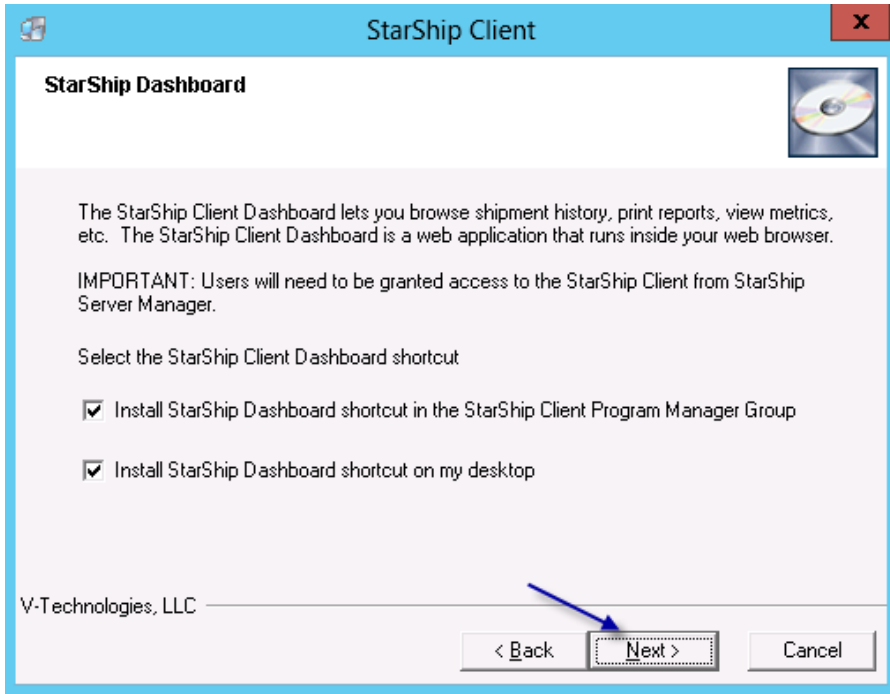 StarShip Client
x
StarShip Dashboard
The StarShip Client Dashboard lets you browse shipment history, print reports, view metrics,
etc.  The StarShip Client Dashboard is a web application that runs inside your web browser.
IMPORTANT: Users will need to be granted access to the StarShip Client from StarShip
Server Manager.
Select the StarShip Client Dashboard shortcut
Install StarShip Dashboard shortcut in the StarShip Client Program Manager Group
Install StarShip Dashboard shortcut on my desktop
V-Technologies, LLC
< Back Next > Cancel